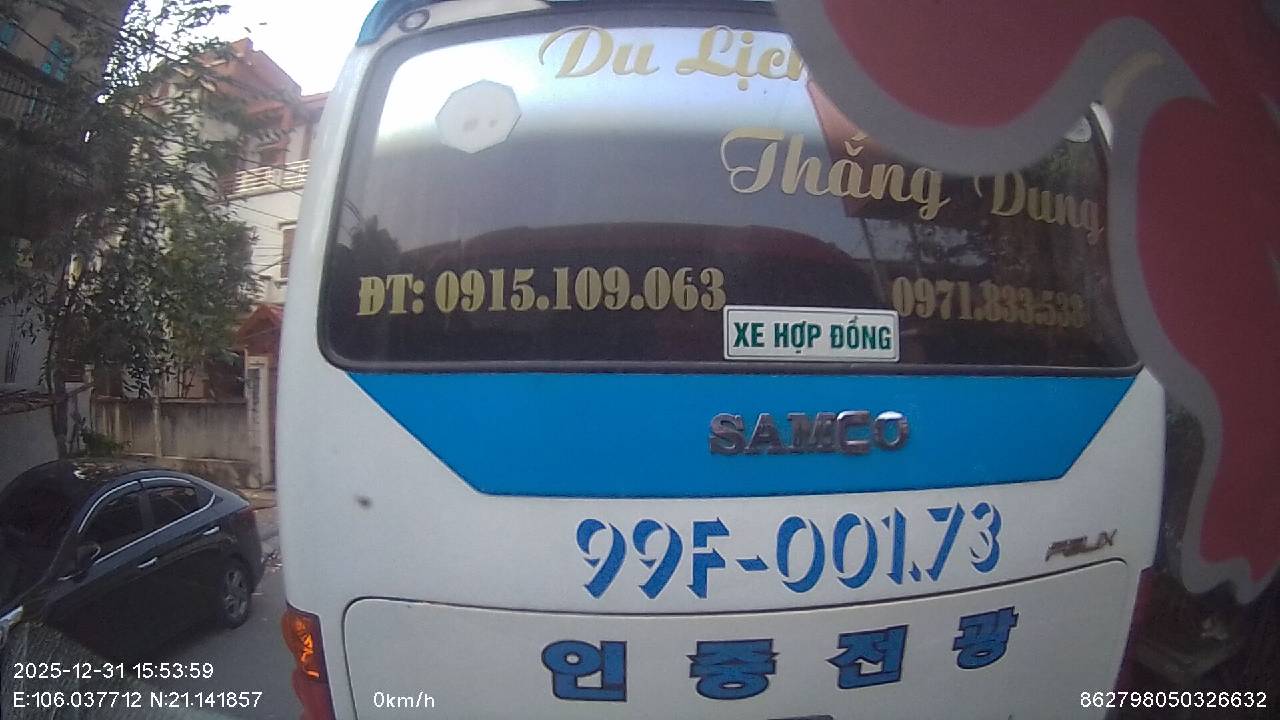 Du Lịch
Thắng Dung
ĐT: 0915.109.063 0971.833.533
XE HỢP ĐỒNG
SAMCO
99F-001.73
FELIX
인중전광
2025-12-31 15:53:59
E:106.037712 N:21.141857 0km/h 862798050326632